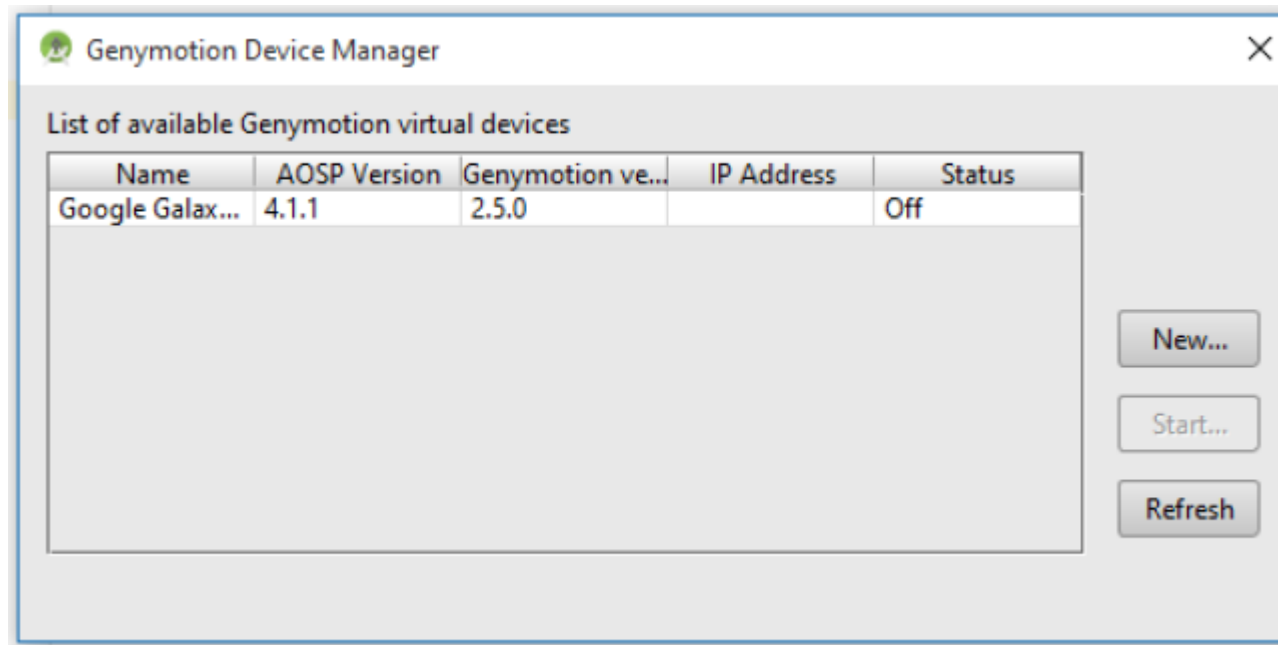 Genymotion Device Manager
List of available Genymotion virtual devices
Name AOSP Version Genymotion ve... IP Address Status
Google Galax... 4.1.1 2.5.0 Off
New...
Start...
Refresh